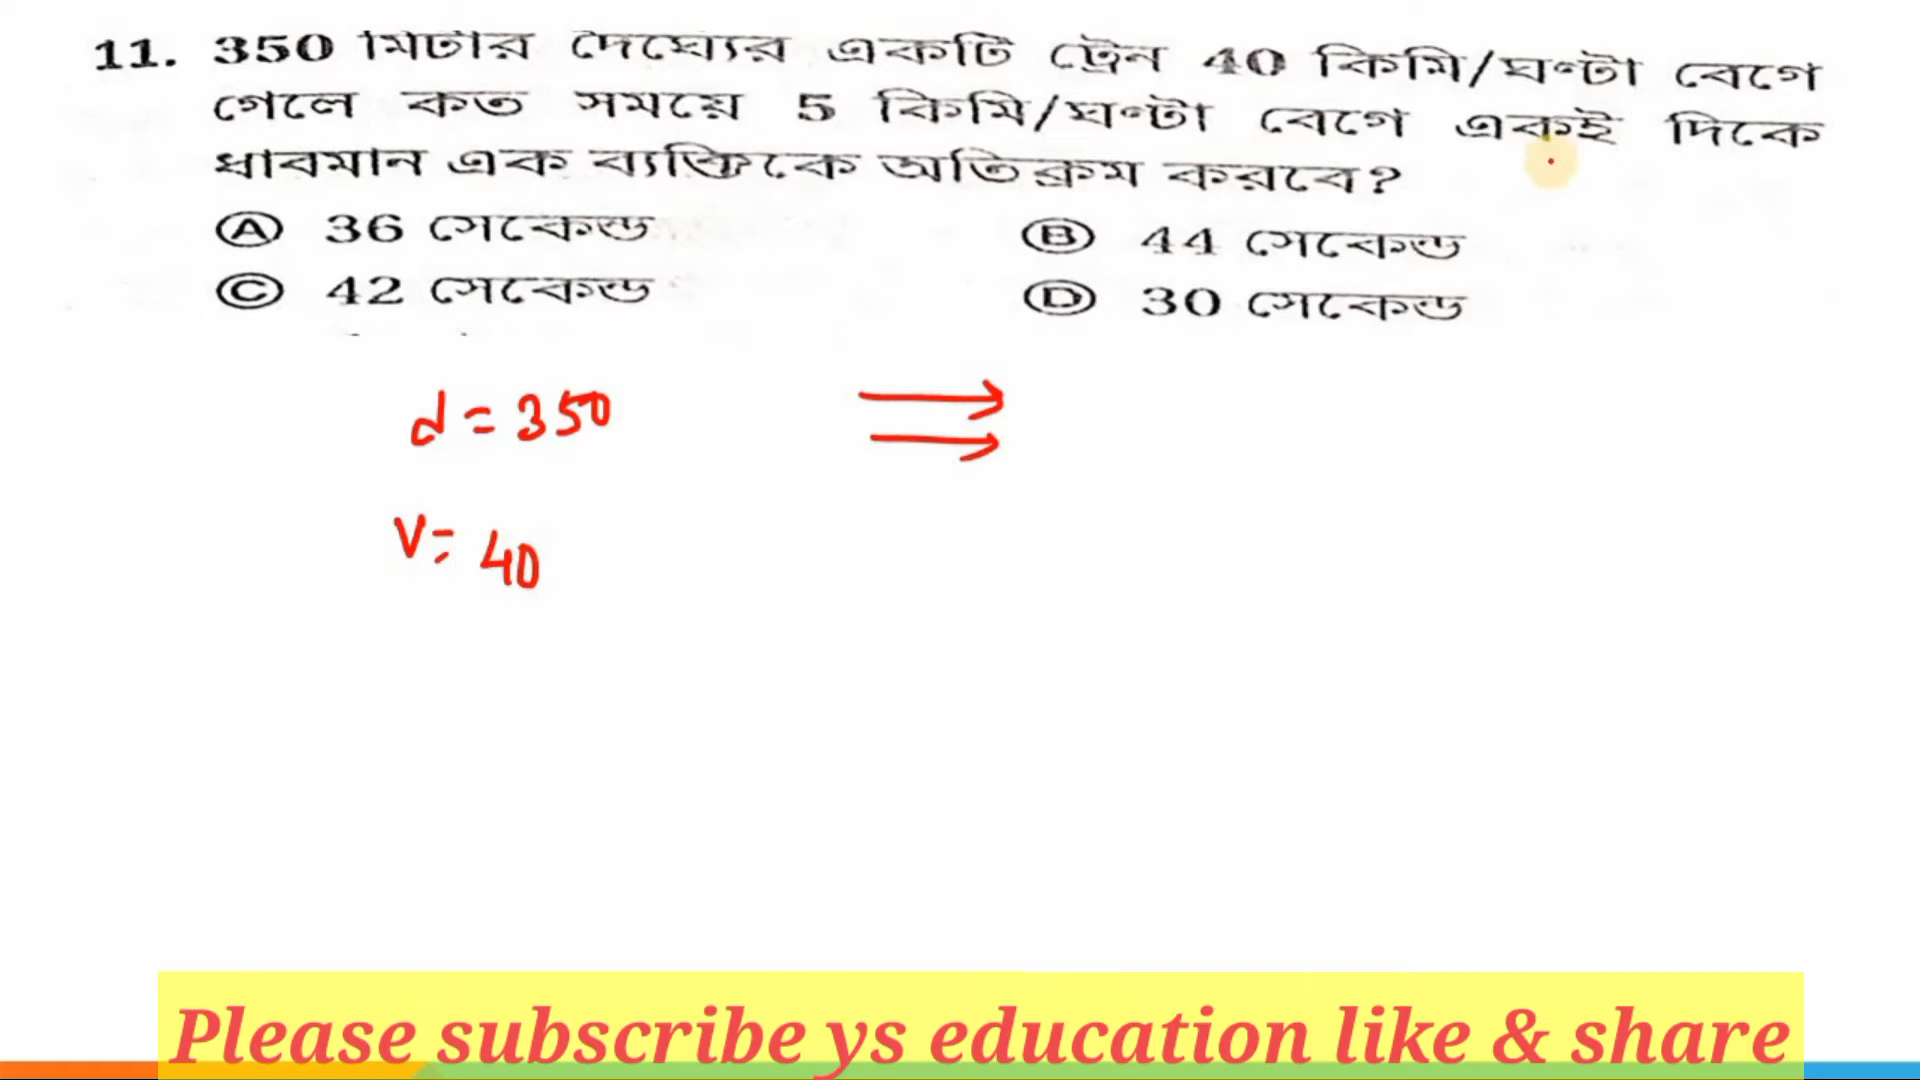 11. 350 মিটার দৈর্ঘ্যের একটি ট্রেন 40 কিমি/ঘণ্টা বেগে
গেলে কত সময়ে 5 কিমি/ঘণ্টা বেগে একই দিকে
ধাবমান এক ব্যক্তিকে অতিক্রম করবে?
Ⓐ 36 সেকেন্ড Ⓑ 44 সেকেন্ড
Ⓒ 42 সেকেন্ড Ⓓ 30 সেকেন্ড
d = 350
V = 40
Please subscribe ys education like & share